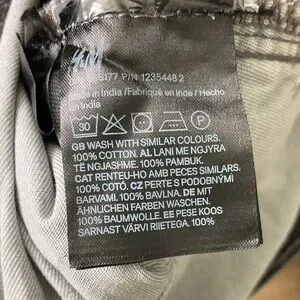 H&M
5177 P/N 1235448 2
Made in India/Fabriqué en Inde/Hecho
en India
30
GB WASH WITH SIMILAR COLOURS.
100% COTTON. AL LANI ME NGJYRA
TË NGJASHME. 100% PAMBUK.
CAT RENTEU-HO AMB PECES SIMILARS.
100% COTÓ. CZ PERTE S PODOBNÝMI
BARVAMI. 100% BAVLNA. DE MIT
ÄHNLICHEN FARBEN WASCHEN.
100% BAUMWOLLE. EE PESE KOOS
SARNAST VÄRVI RIIETEGA. 100%